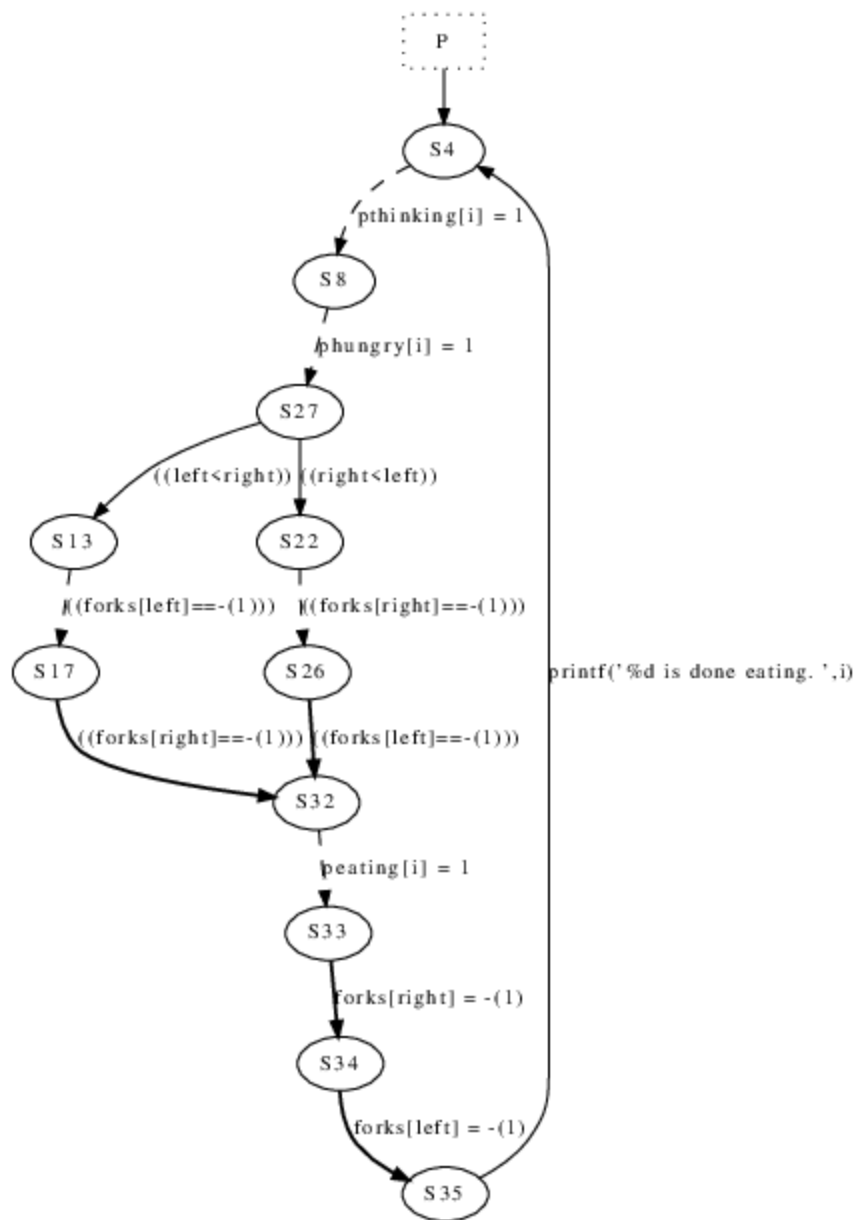 P
S4
pthinking[i] = 1
S8
phungry[i] = 1
S27
((left<right)) ((right<left))
S13 S22
((forks[left]==-(1))) ((forks[right]==-(1)))
printf('%d is done eating. ',i)
S17 S26
((forks[right]==-(1))) ((forks[left]==-(1)))
S32
peating[i] = 1
S33
forks[right] = -(1)
S34
forks[left] = -(1)
S35